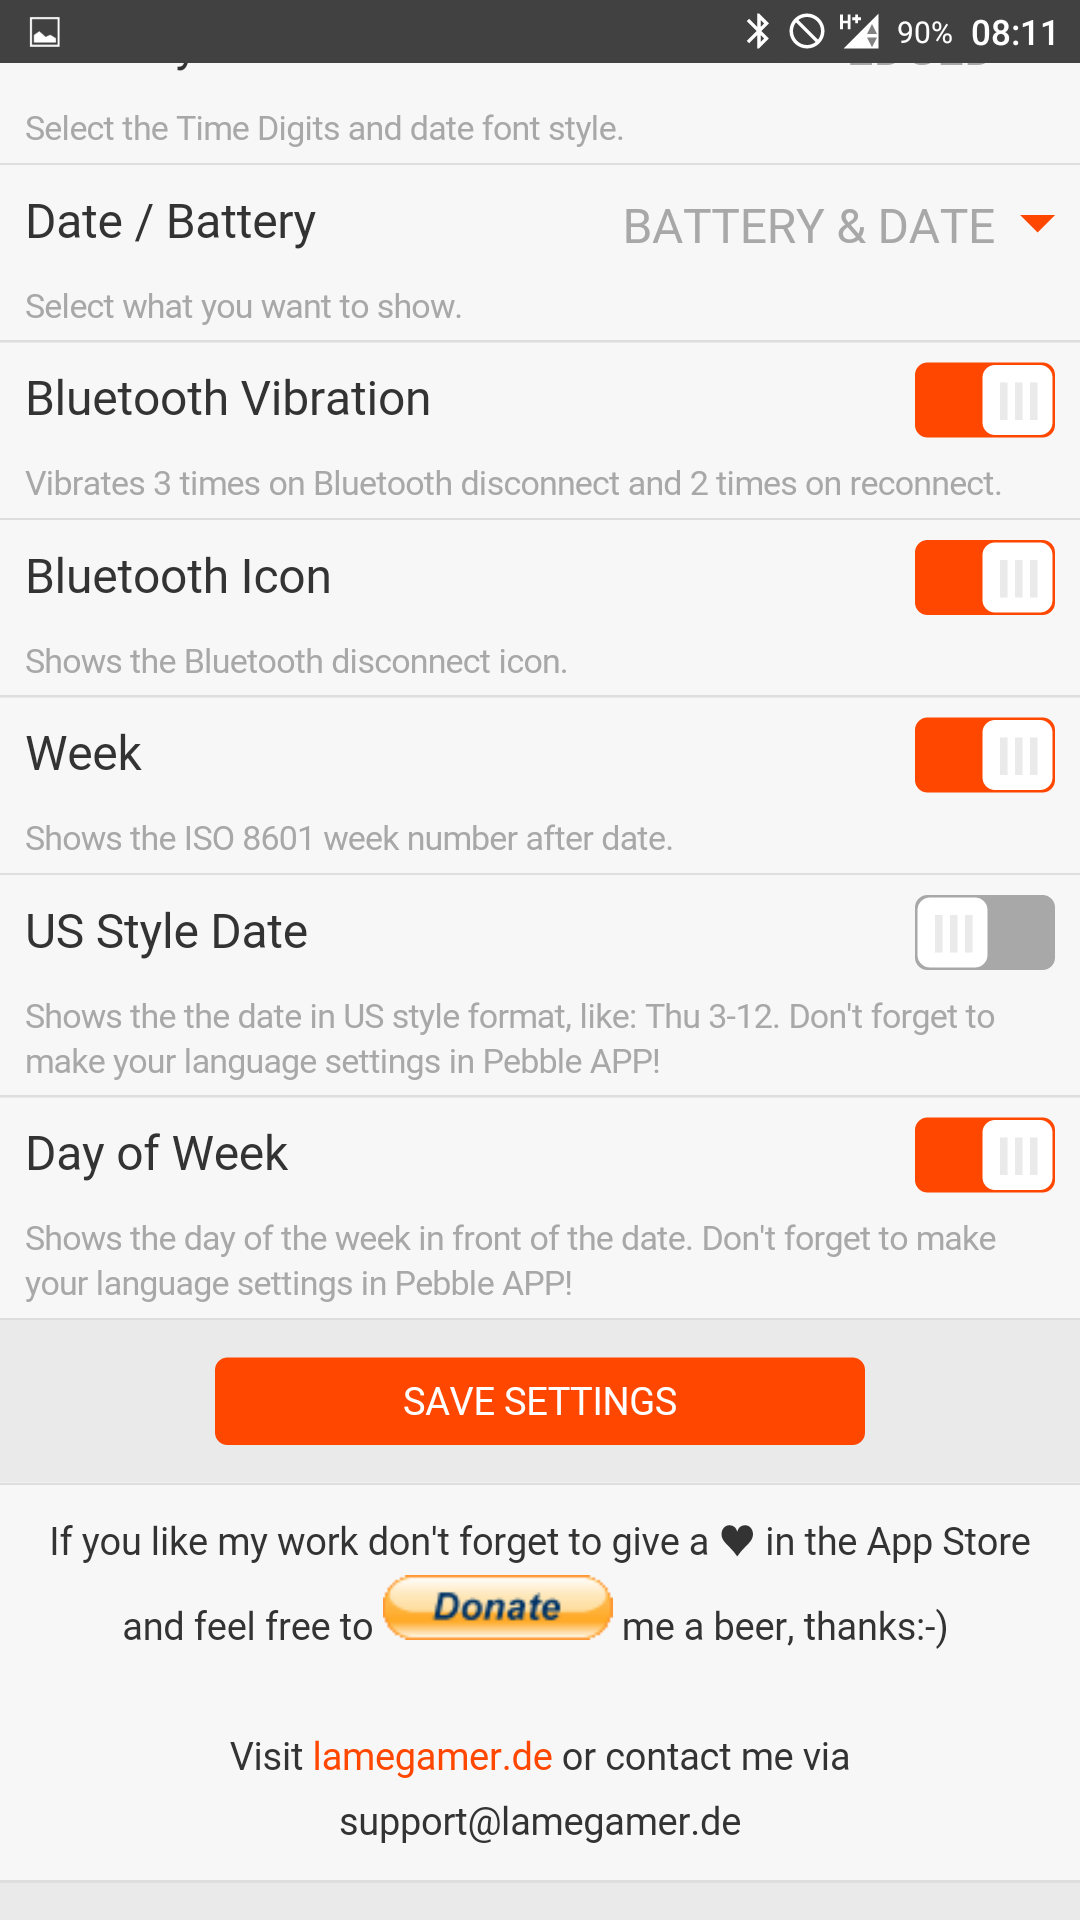 H+ 90% 08:11
Select the Time Digits and date font style.
Date / Battery BATTERY & DATE
Select what you want to show.
Bluetooth Vibration
Vibrates 3 times on Bluetooth disconnect and 2 times on reconnect.
Bluetooth Icon
Shows the Bluetooth disconnect icon.
Week
Shows the ISO 8601 week number after date.
US Style Date
Shows the the date in US style format, like: Thu 3-12. Don't forget to
make your language settings in Pebble APP!
Day of Week
Shows the day of the week in front of the date. Don't forget to make
your language settings in Pebble APP!
SAVE SETTINGS
If you like my work don't forget to give a ♥ in the App Store
and feel free to Donate me a beer, thanks:-)
Visit lamegamer.de or contact me via
support@lamegamer.de